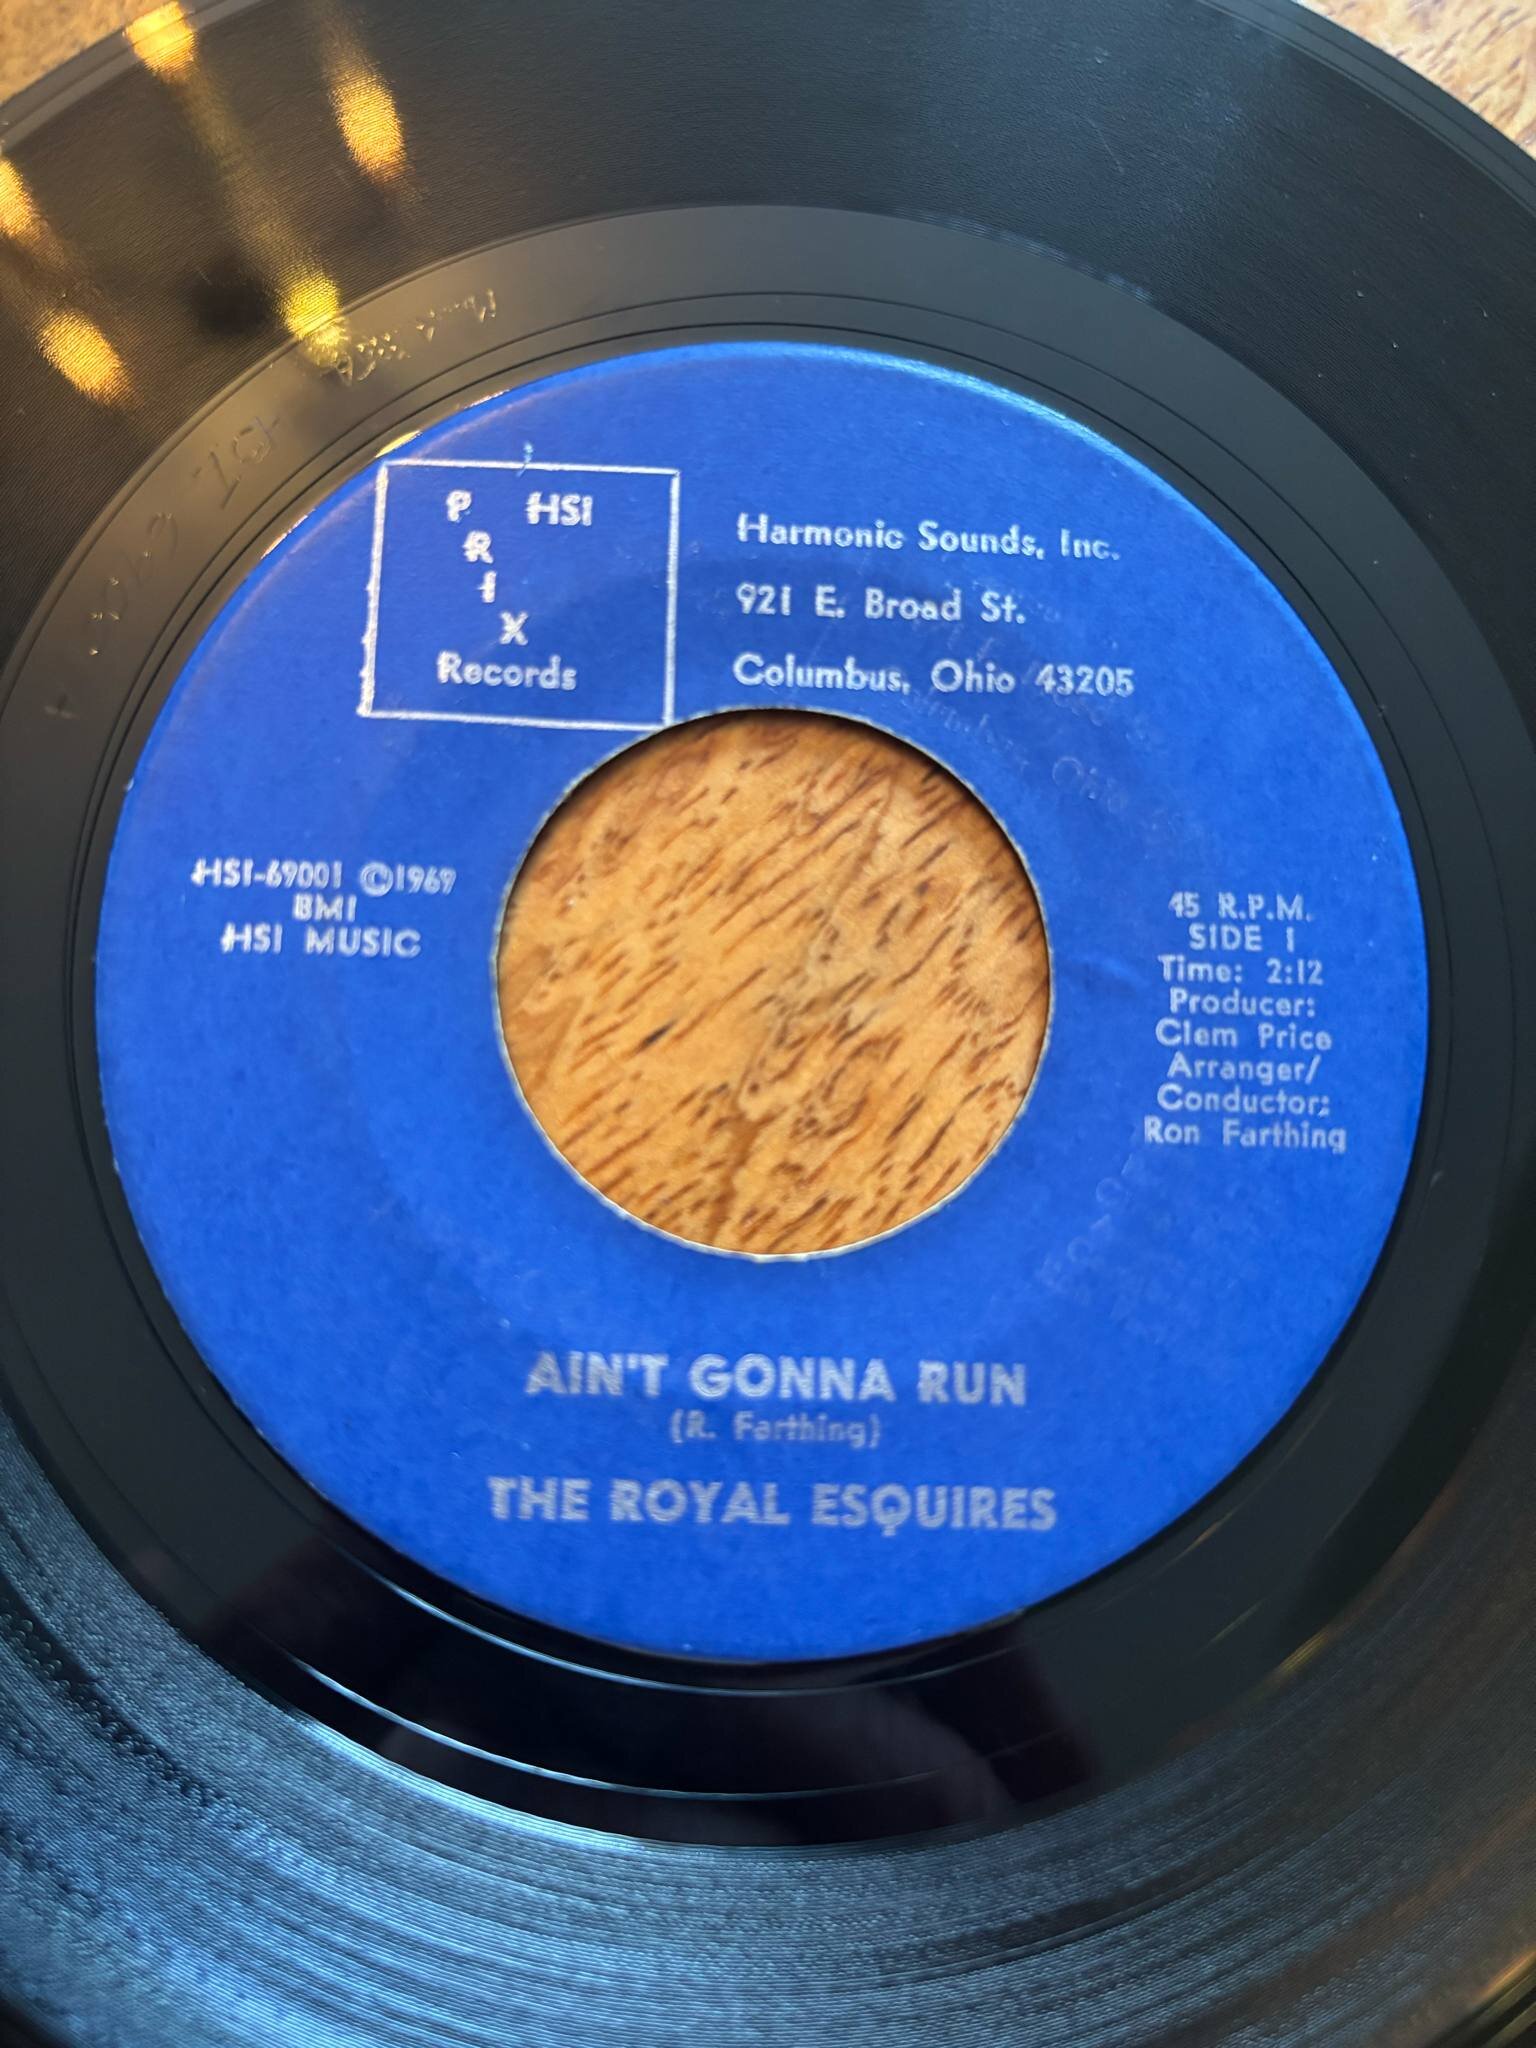 P HSI
R
I
X
Records
Harmonic Sounds, Inc.
921 E. Broad St.
Columbus, Ohio 43205
HSI-69001 ©1969
BMI
HSI MUSIC
45 R.P.M.
SIDE 1
Time: 2:12
Producer:
Clem Price
Arranger/
Conductor:
Ron Farthing
AIN'T GONNA RUN
(R. Farthing)
THE ROYAL ESQUIRES